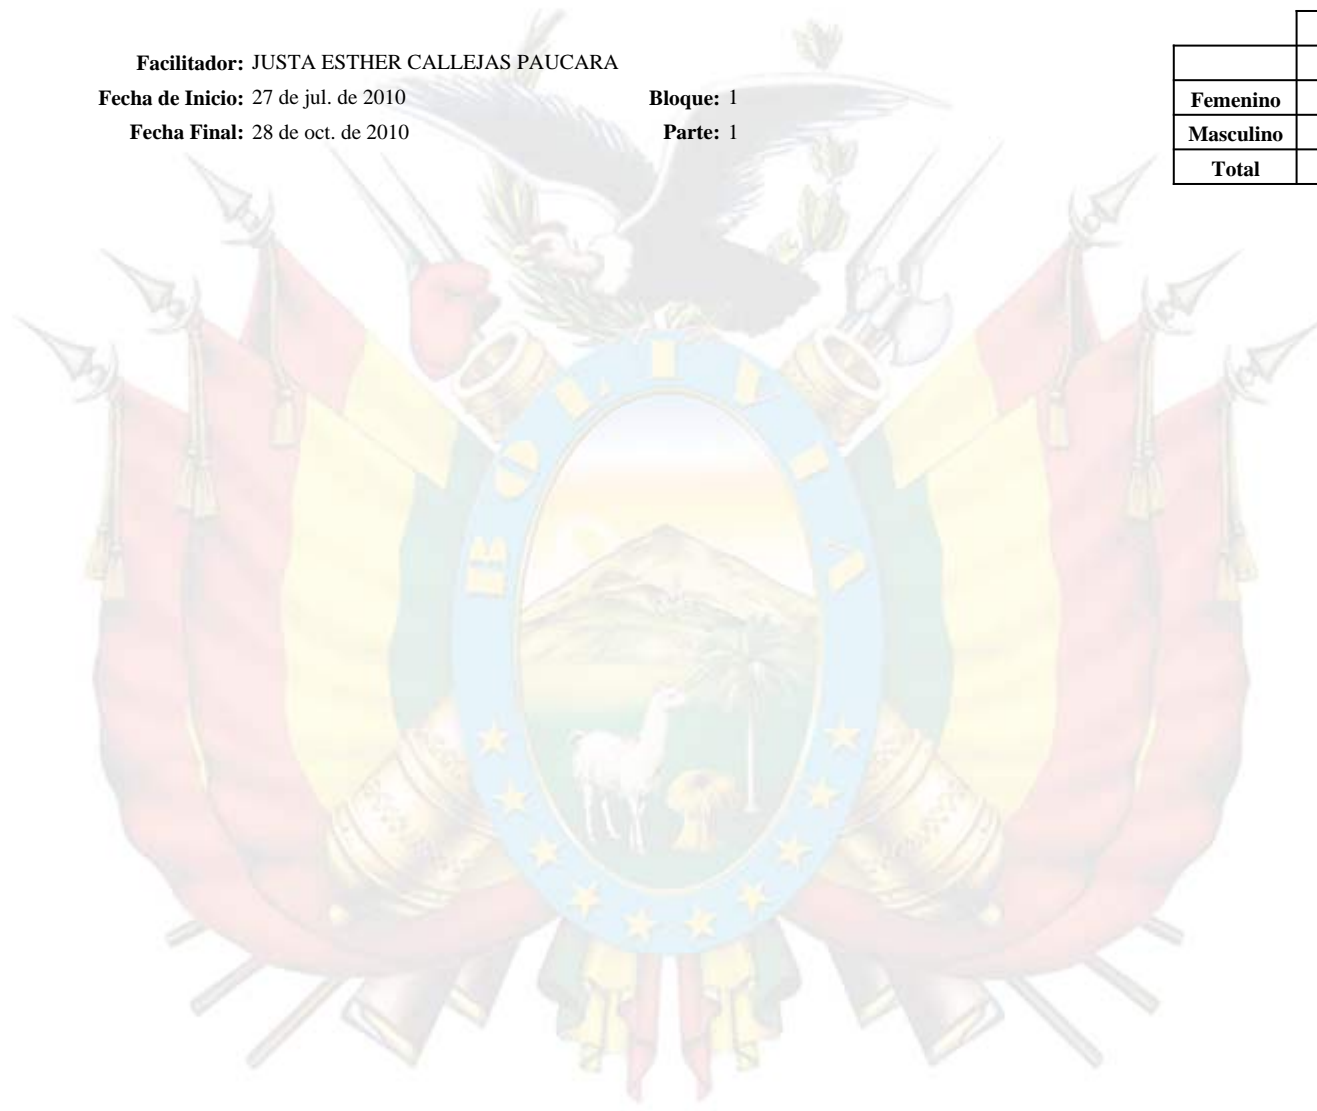 Facilitador: JUSTA ESTHER CALLEJAS PAUCARA
Fecha de Inicio: 27 de jul. de 2010 Bloque: 1
Fecha Final: 28 de oct. de 2010 Parte: 1
Femenino
Masculino
Total
BOLIVIA